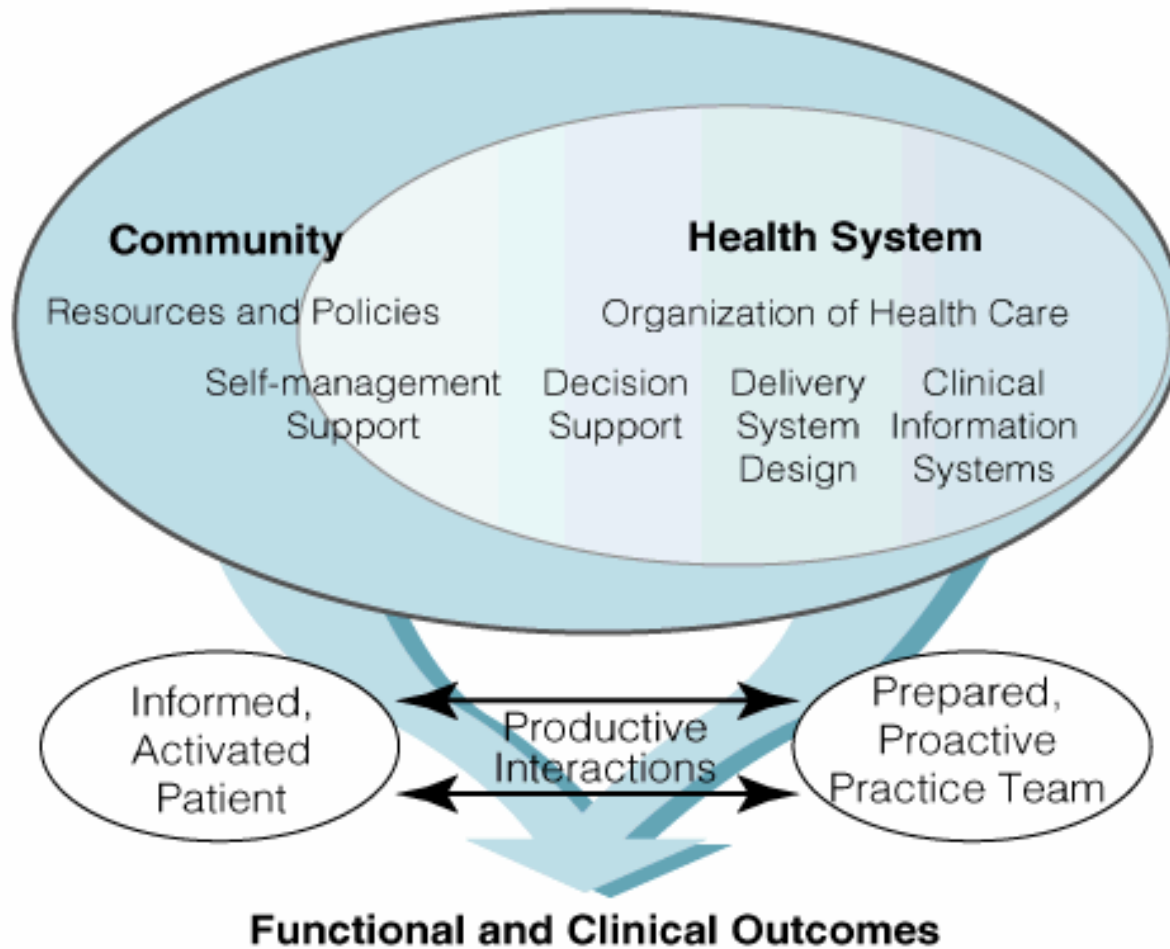 Community
Health System
Resources and Policies
Organization of Health Care
Self-management
Support
Decision
Support
Delivery
System
Design
Clinical
Information
Systems
Informed,
Activated
Patient
Productive
Interactions
Prepared,
Proactive
Practice Team
Functional and Clinical Outcomes